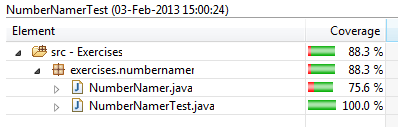 NumberNamerTest (03-Feb-2013 15:00:24)
Element Coverage
src - Exercises 88.3 %
exercises.numbernamer 88.3 %
NumberNamer.java 75.6 %
NumberNamerTest.java 100.0 %